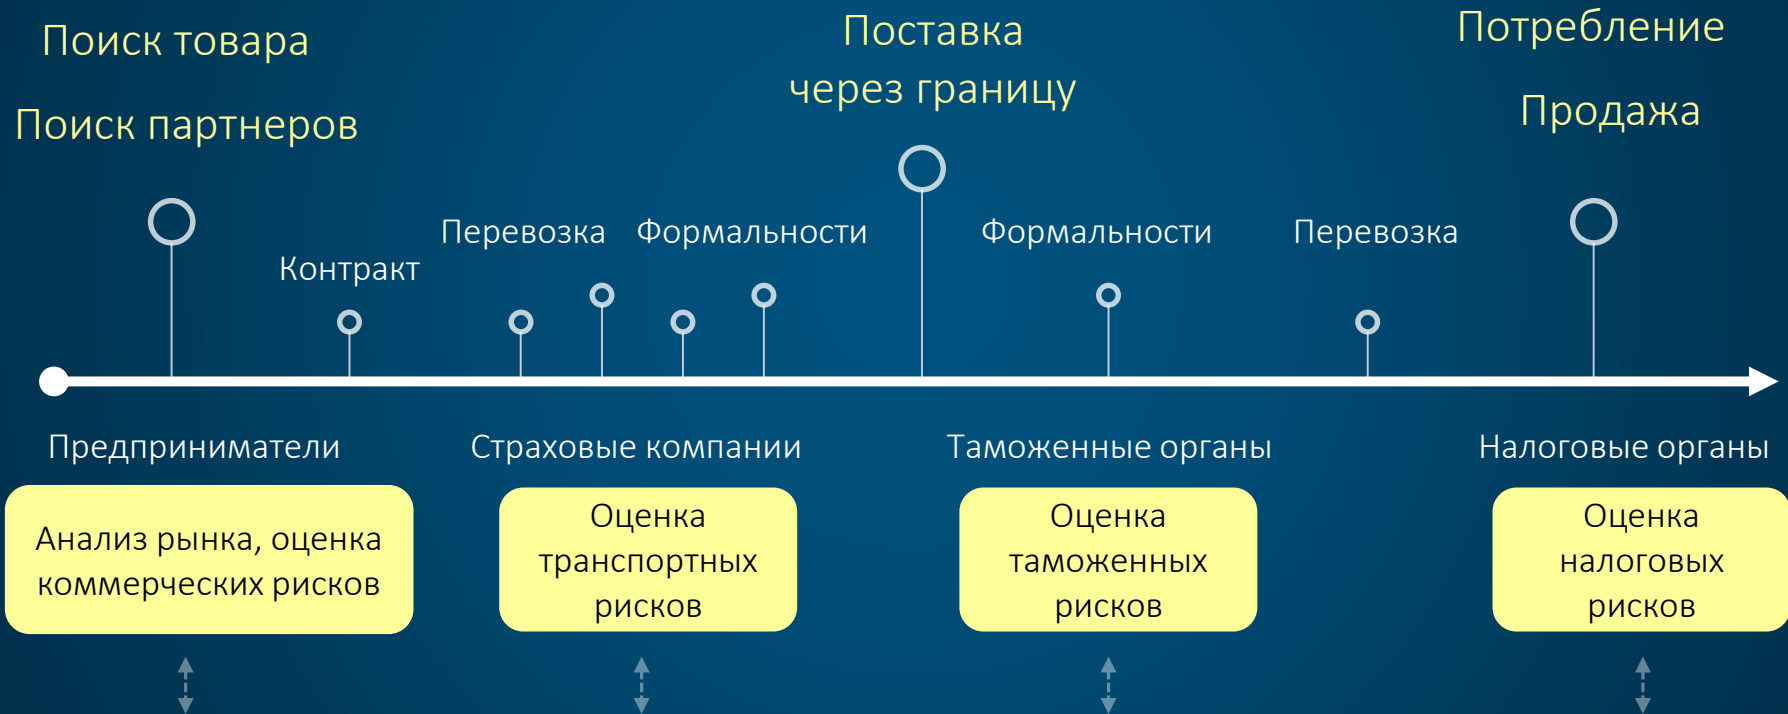 Поиск товара
Поиск партнеров
Поставка
через границу
Потребление
Продажа
Контракт
Перевозка
Формальности
Формальности
Перевозка
Предприниматели
Страховые компании
Таможенные органы
Налоговые органы
Анализ рынка, оценка
коммерческих рисков
Оценка
транспортных
рисков
Оценка
таможенных
рисков
Оценка
налоговых
рисков